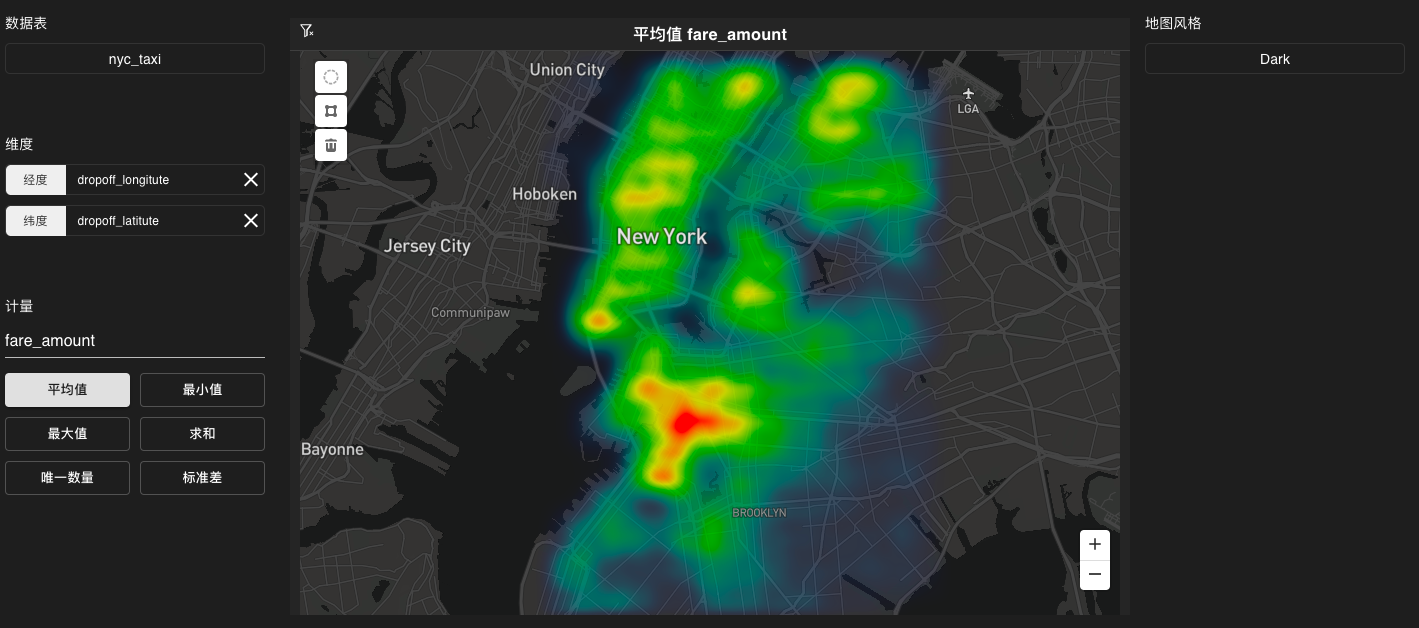 数据表
nyc_taxi
维度
经度 dropoff_longitute
纬度 dropoff_latitute
计量
fare_amount
平均值 最小值
最大值 求和
唯一数量 标准差
平均值 fare_amount
Union City
LGA
Hoboken
New York
Jersey City
Communipaw
Bayonne
BROOKLYN
地图风格
Dark